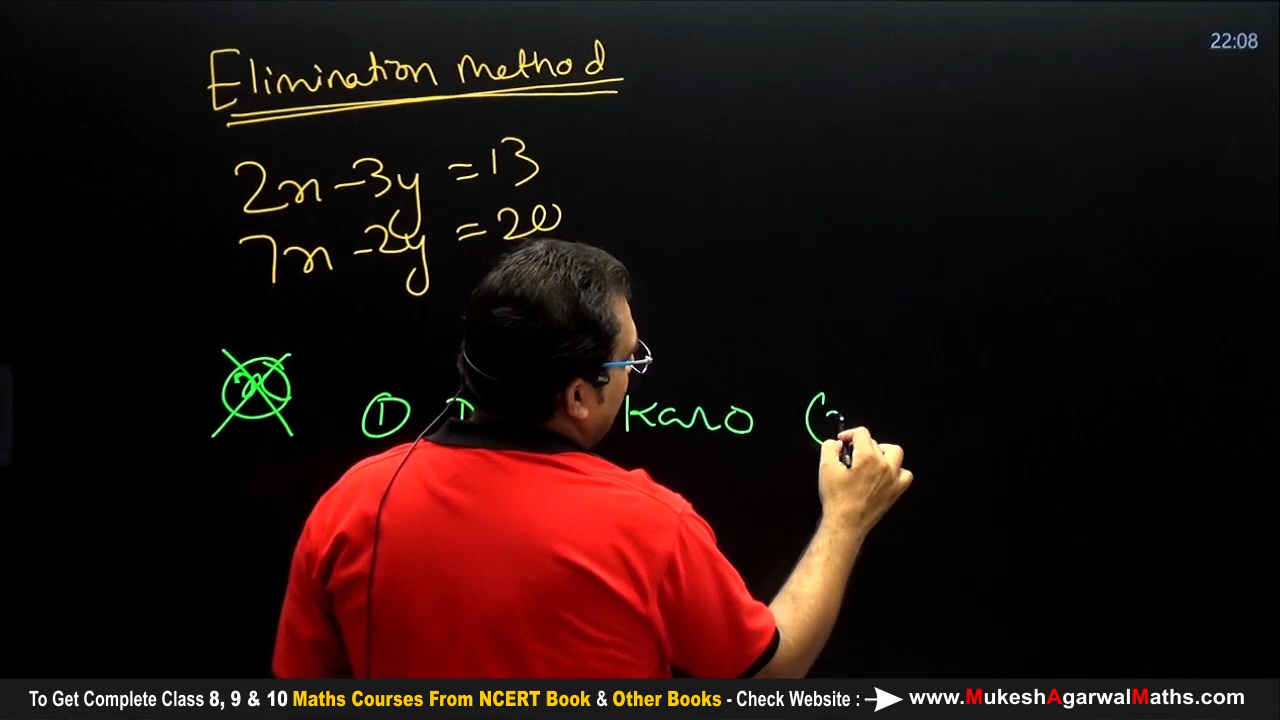 22:08
Elimination method
2x - 3y = 13
7x - 2y = 20
x ① I Karo (
To Get Complete Class 8, 9 & 10 Maths Courses From NCERT Book & Other Books - Check Website : www.MukeshAgarwalMaths.com